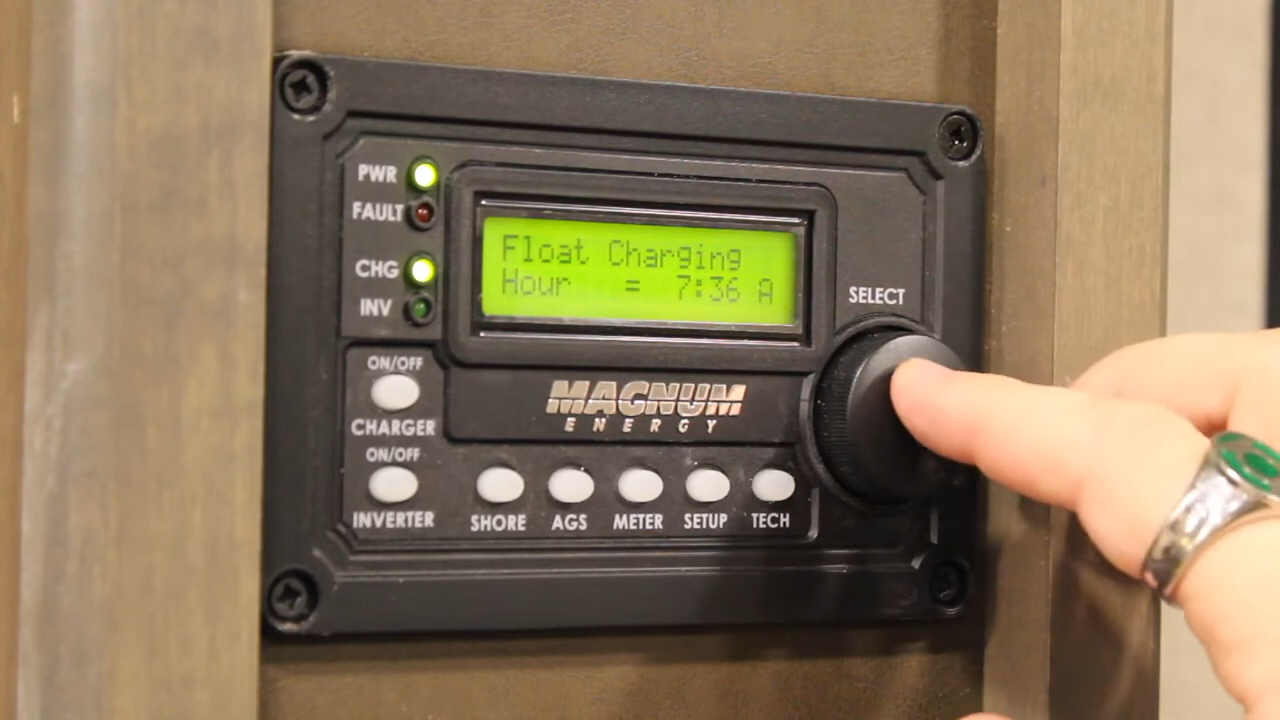 PWR
FAULT
CHG
INV
Float Charging
Hour = 7:36 A
SELECT
MAGNUM
ENERGY
ON/OFF
CHARGER
ON/OFF
INVERTER
SHORE AGS METER SETUP TECH